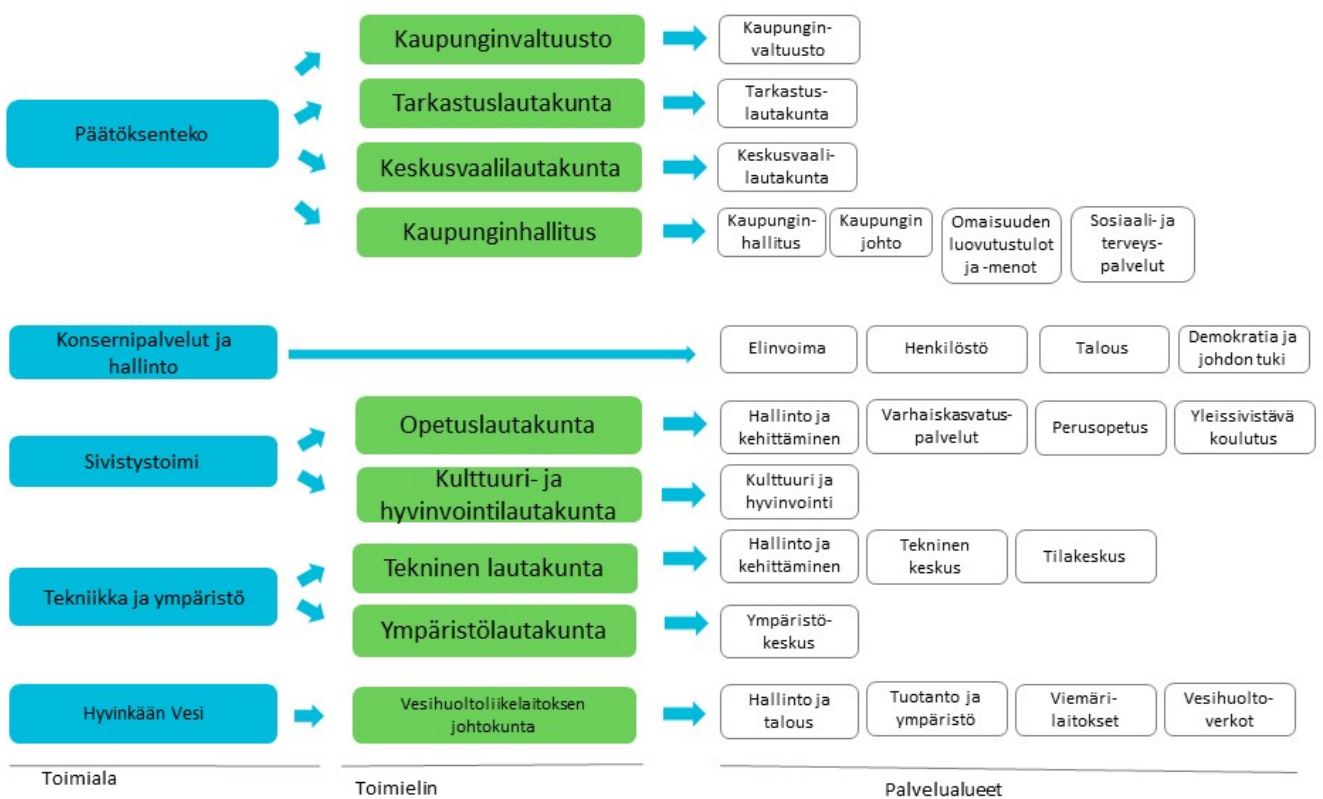 Päätöksenteko
Kaupunginvaltuusto
Kaupungin-
valtuusto
Tarkastuslautakunta
Tarkastus-
lautakunta
Keskusvaalilautakunta
Keskusvaali-
lautakunta
Kaupunginhallitus
Kaupungin-
hallitus
Kaupungin
johto
Omaisuuden
luovutustulot
ja -menot
Sosiaali- ja
terveys-
palvelut
Konsernipalvelut ja
hallinto
Elinvoima
Henkilöstö
Talous
Demokratia ja
johdon tuki
Sivistystoimi
Opetuslautakunta
Hallinto ja
kehittäminen
Varhaiskasvatus-
palvelut
Perusopetus
Yleissivistävä
koulutus
Kulttuuri- ja
hyvinvointilautakunta
Kulttuuri ja
hyvinvointi
Tekniikka ja ympäristö
Tekninen lautakunta
Hallinto ja
kehittäminen
Tekninen
keskus
Tilakeskus
Ympäristölautakunta
Ympäristö-
keskus
Hyvinkään Vesi
Vesihuoltoliikelaitoksen
johtokunta
Hallinto ja
talous
Tuotanto ja
ympäristö
Viemäri-
laitokset
Vesihuolto-
verkot
Toimiala
Toimielin
Palvelualueet